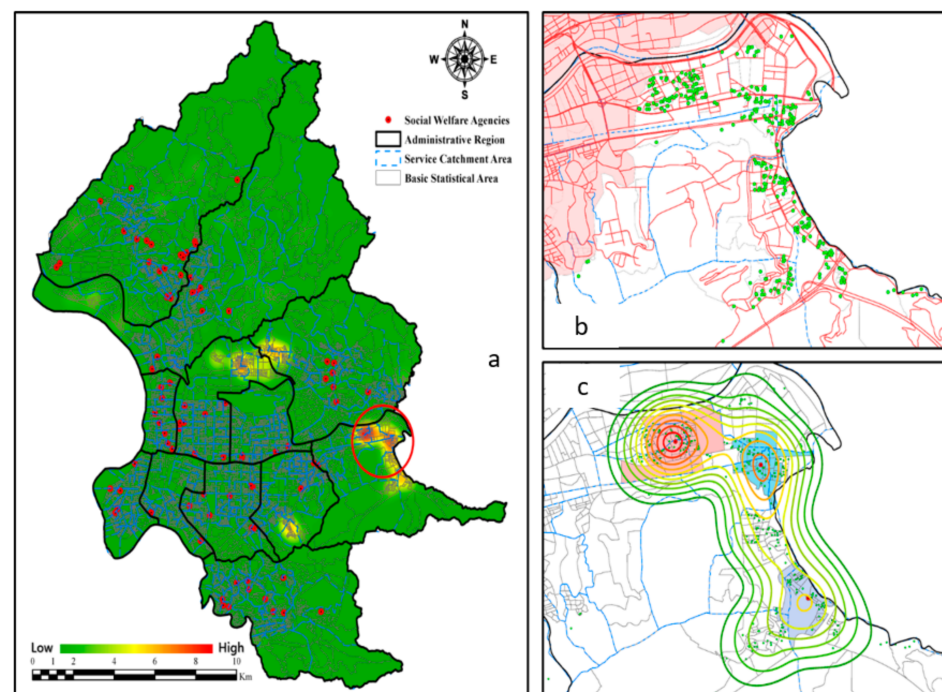 N
W E
S
Social Welfare Agencies
Administrative Region
Service Catchment Area
Basic Statistical Area
a
Low High
0 1 2 4 6 8 10
Km
b
c